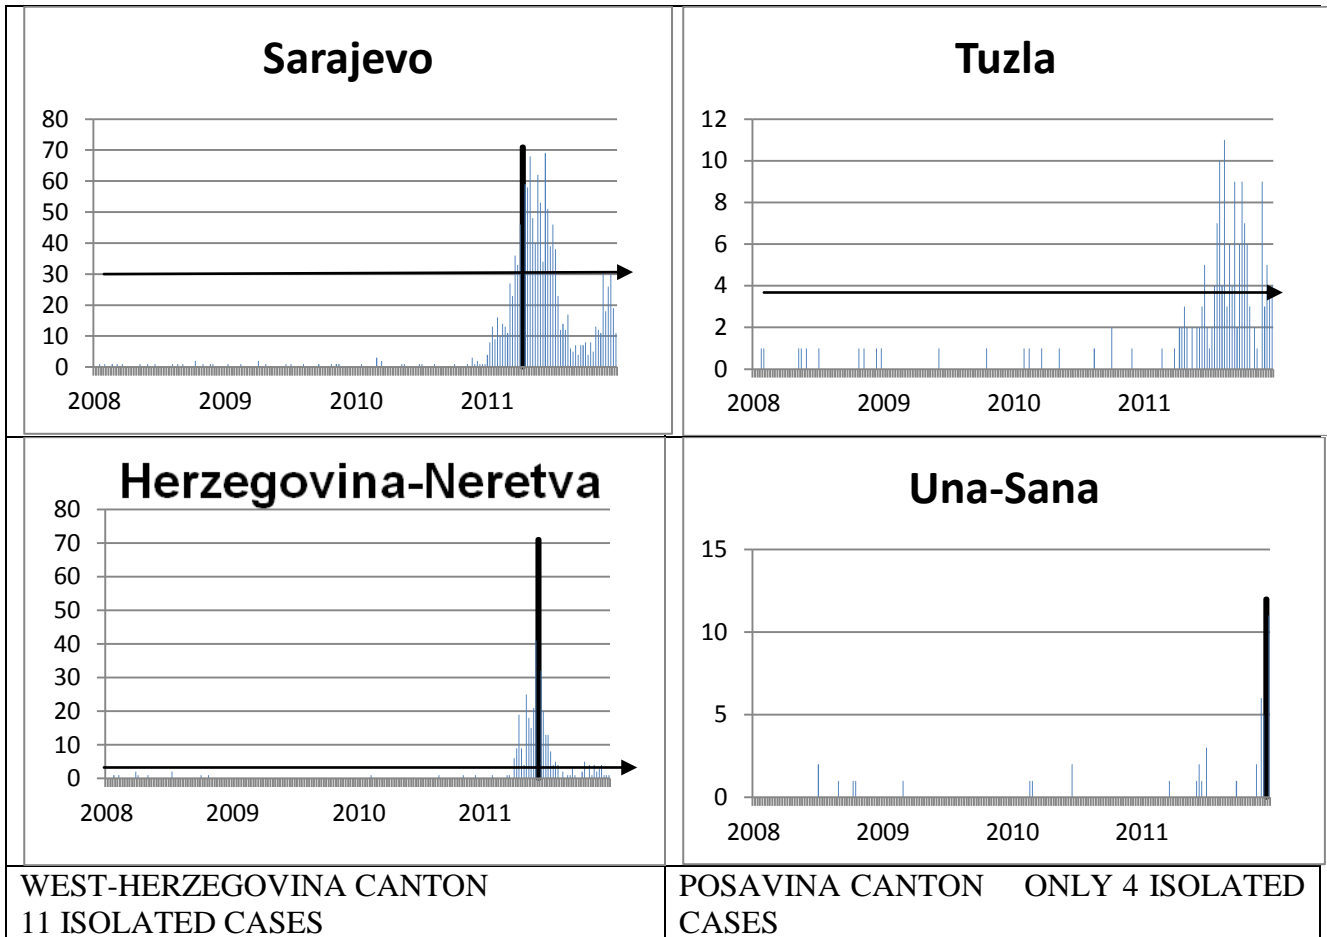 Sarajevo
80
70
60
50
40
30
20
10
0
2008 2009 2010 2011
Tuzla
12
10
8
6
4
2
0
2008 2009 2010 2011
Herzegovina-Neretva
80
70
60
50
40
30
20
10
0
2008 2009 2010 2011
Una-Sana
15
10
5
0
2008 2009 2010 2011
WEST-HERZEGOVINA CANTON
11 ISOLATED CASES
POSAVINA CANTON ONLY 4 ISOLATED
CASES